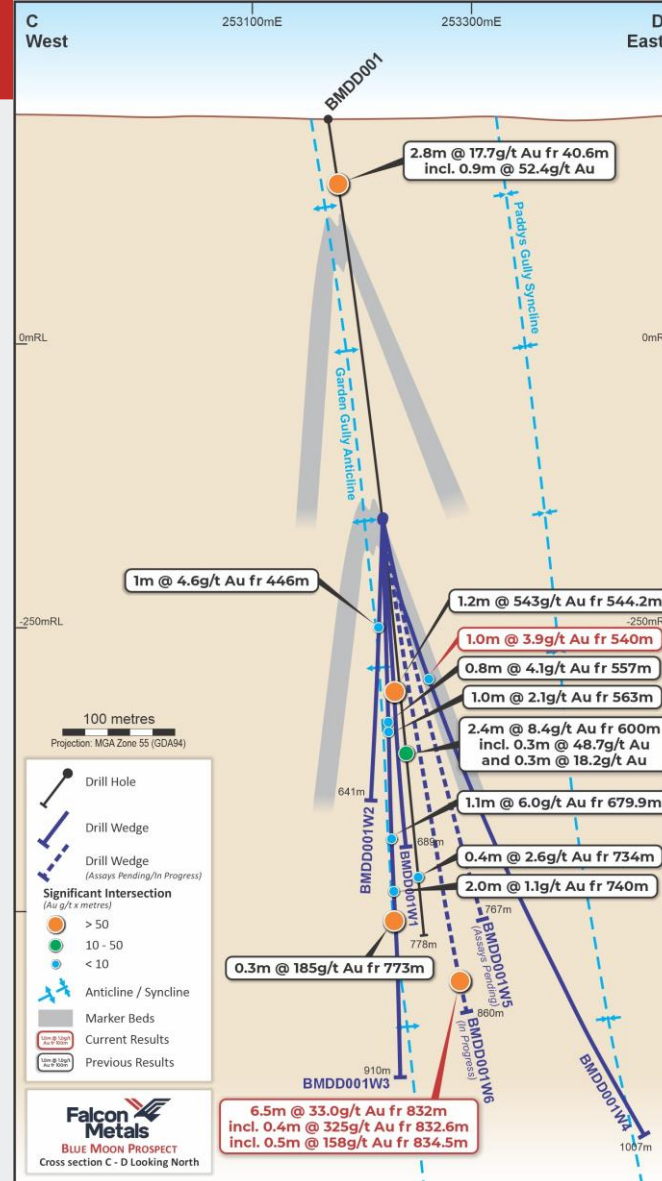 C
West
253100mE
253300mE
D
East
BMDD001
2.8m @ 17.7g/t Au fr 40.6m
incl. 0.9m @ 52.4g/t Au
Paddys Gully Syncline
0mRL
Garden Gully Anticline
1m @ 4.6g/t Au fr 446m
1.2m @ 543g/t Au fr 544.2m
-250mRL
1.0m @ 3.9g/t Au fr 540m
0.8m @ 4.1g/t Au fr 557m
1.0m @ 2.1g/t Au fr 563m
2.4m @ 8.4g/t Au fr 600m
incl. 0.3m @ 48.7g/t Au
and 0.3m @ 18.2g/t Au
100 metres
Projection: MGA Zone 55 (GDA94)
641m
BMDD001W2
689m
BMDD001W1
1.1m @ 6.0g/t Au fr 679.9m
0.4m @ 2.6g/t Au fr 734m
2.0m @ 1.1g/t Au fr 740m
767m
BMDD001W5
(Assays Pending)
778m
0.3m @ 185g/t Au fr 773m
860m
BMDD001W6
(In Progress)
910m
BMDD001W3
BMDD001W4
1007m
6.5m @ 33.0g/t Au fr 832m
incl. 0.4m @ 325g/t Au fr 832.6m
incl. 0.5m @ 158g/t Au fr 834.5m
Drill Hole
Drill Wedge
Drill Wedge
(Assays Pending/In Progress)
Significant Intersection
(Au g/t x metres)
> 50
10 - 50
< 10
Anticline / Syncline
Marker Beds
Current Results
Previous Results
Falcon
Metals
BLUE MOON PROSPECT
Cross section C - D Looking North